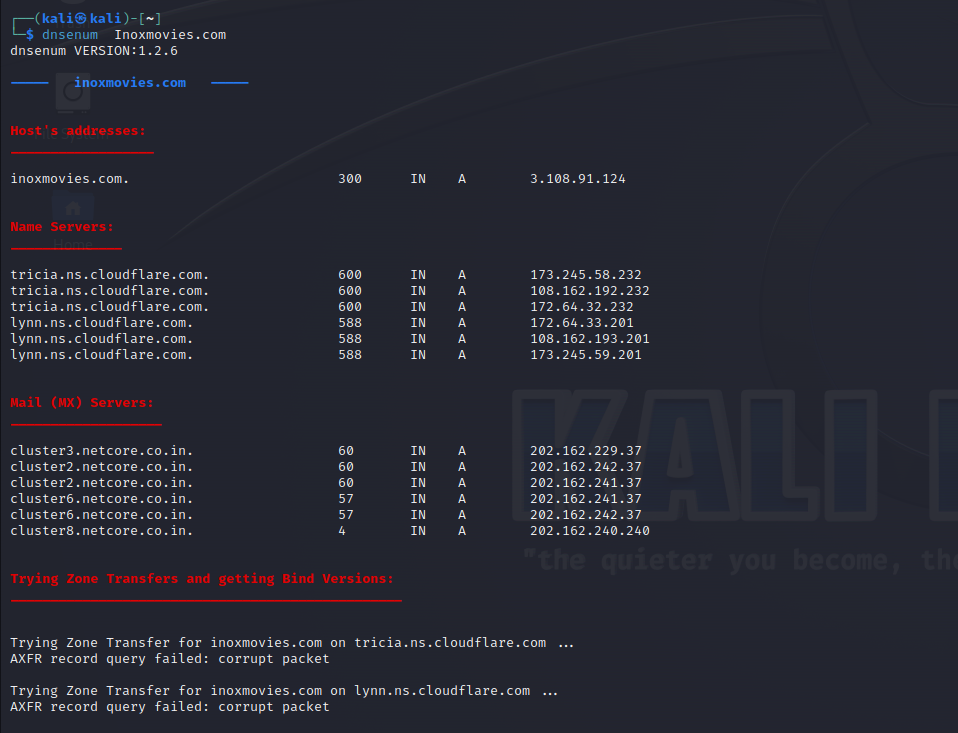 ┌──(kali㉿kali)-[~]
└─$ dnsenum  Inoxmovies.com
dnsenum VERSION:1.2.6
-----   inoxmovies.com   -----
Host's addresses:
inoxmovies.com. 300 IN A 3.108.91.124
Name Servers:
Home
tricia.ns.cloudflare.com. 600 IN A 173.245.58.232
tricia.ns.cloudflare.com. 600 IN A 108.162.192.232
tricia.ns.cloudflare.com. 600 IN A 172.64.32.232
lynn.ns.cloudflare.com. 588 IN A 172.64.33.201
lynn.ns.cloudflare.com. 588 IN A 108.162.193.201
lynn.ns.cloudflare.com. 588 IN A 173.245.59.201
Mail (MX) Servers:
cluster3.netcore.co.in. 60 IN A 202.162.229.37
cluster2.netcore.co.in. 60 IN A 202.162.242.37
cluster2.netcore.co.in. 60 IN A 202.162.241.37
cluster6.netcore.co.in. 57 IN A 202.162.241.37
cluster6.netcore.co.in. 57 IN A 202.162.242.37
cluster8.netcore.co.in. 4 IN A 202.162.240.240
KALI
"the quieter you become, th
Trying Zone Transfers and getting Bind Versions:
Trying Zone Transfer for inoxmovies.com on tricia.ns.cloudflare.com ...
AXFR record query failed: corrupt packet
Trying Zone Transfer for inoxmovies.com on lynn.ns.cloudflare.com ...
AXFR record query failed: corrupt packet